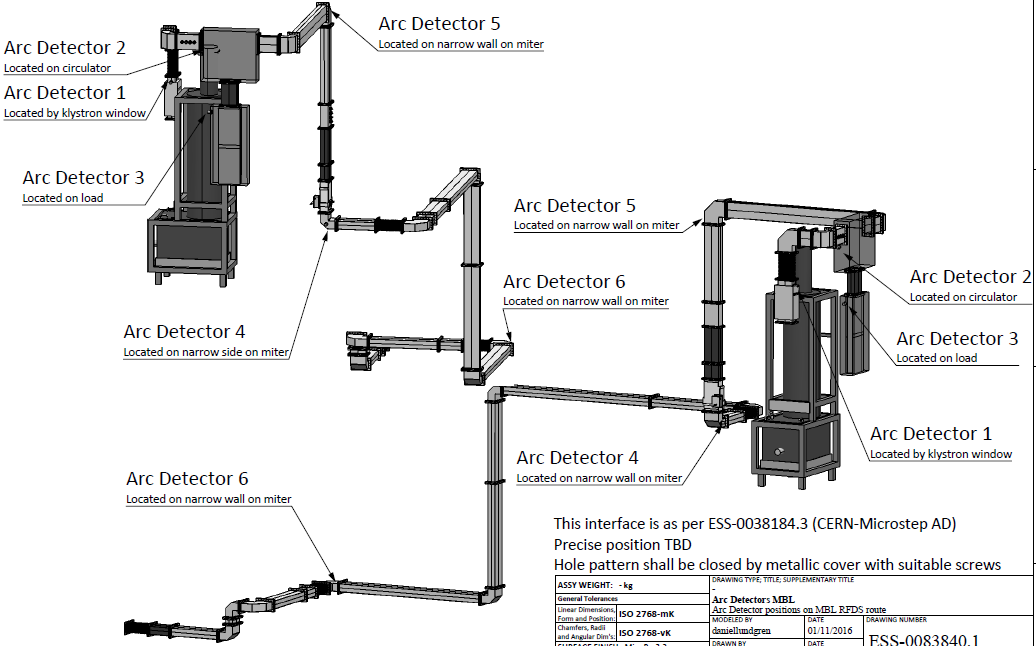 Arc Detector 5
Located on narrow wall on miter
Arc Detector 2
Located on circulator
Arc Detector 1
Located by klystron window
Arc Detector 3
Located on load
Arc Detector 5
Located on narrow wall on miter
Arc Detector 6
Located on narrow wall on miter
Arc Detector 2
Located on circulator
Arc Detector 4
Located on narrow side on miter
Arc Detector 3
Located on load
Arc Detector 1
Located by klystron window
Arc Detector 4
Located on narrow wall on miter
Arc Detector 6
Located on narrow wall on miter
This interface is as per ESS-0038184.3 (CERN-Microstep AD)
Precise position TBD
Hole pattern shall be closed by metallic cover with suitable screws
ASSY WEIGHT: - kg
DRAWING TYPE; TITLE; SUPPLEMENTARY TITLE
-
General Tolerances
Arc Detectors MBL
Arc Detector positions on MBL RFDS route
Linear Dimensions,
Form and Position:
ISO 2768-mK
MODELED BY
daniellundgren
DATE
01/11/2016
DRAWING NUMBER
ESS-0083840.1
Chamfers, Radii
and Angular Dim's:
ISO 2768-vK
DRAWN BY
DATE